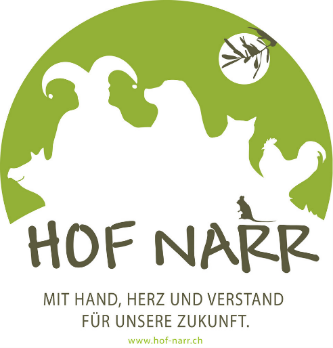 HOF NARR
MIT HAND, HERZ UND VERSTAND
FÜR UNSERE ZUKUNFT.
www.hof-narr.ch